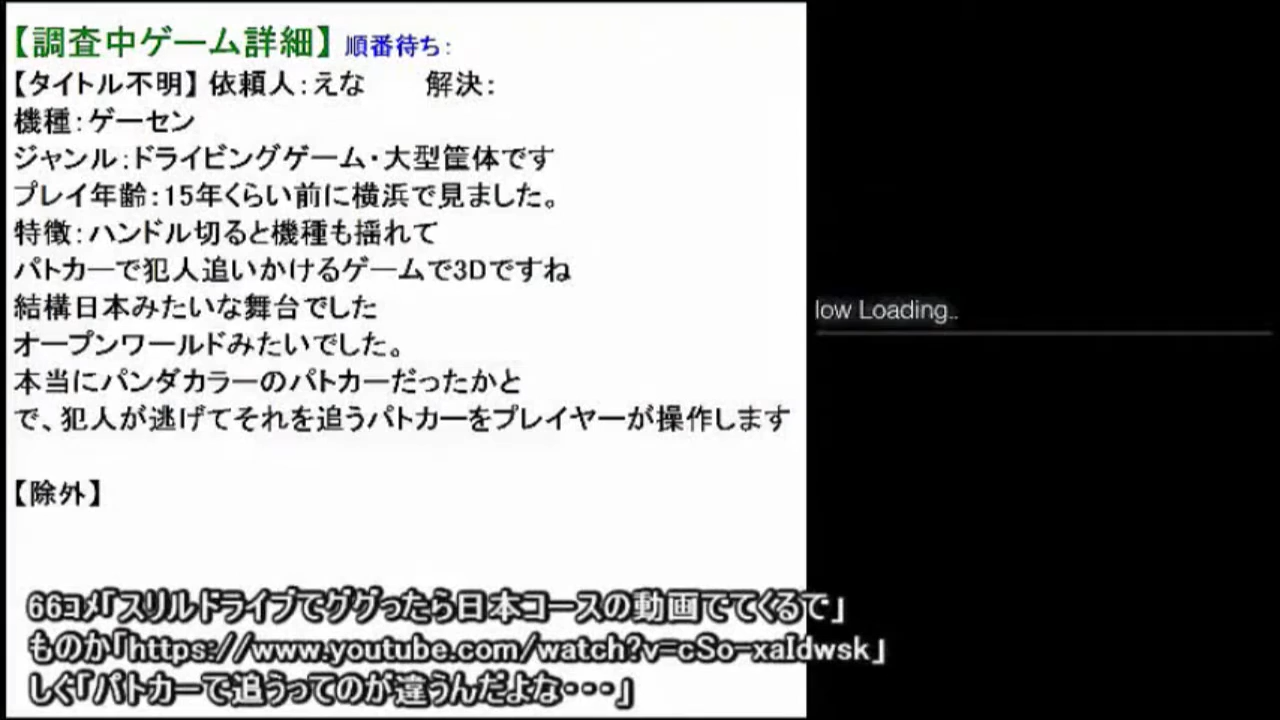 【調査中ゲーム詳細】 順番待ち：
【タイトル不明】 依頼人：えな　　解決：
機種：ゲーセン
ジャンル：ドライビングゲーム・大型筐体です
プレイ年齢：15年くらい前に横浜で見ました。
特徴：ハンドル切ると機種も揺れて
パトカーで犯人追いかけるゲームで3Dですね
結構日本みたいな舞台でした
オープンワールドみたいでした。
本当にパンダカラーのパトカーだったかと
で、犯人が逃げてそれを追うパトカーをプレイヤーが操作します
low Loading..
【除外】
66ｺﾒ「スリルドライブでググったら日本コースの動画でてくるで」
ものか「https://www.youtube.com/watch?v=cSo-xaIdwsk」
しぐ「パトカーで追うってのが違うんだよな・・・」